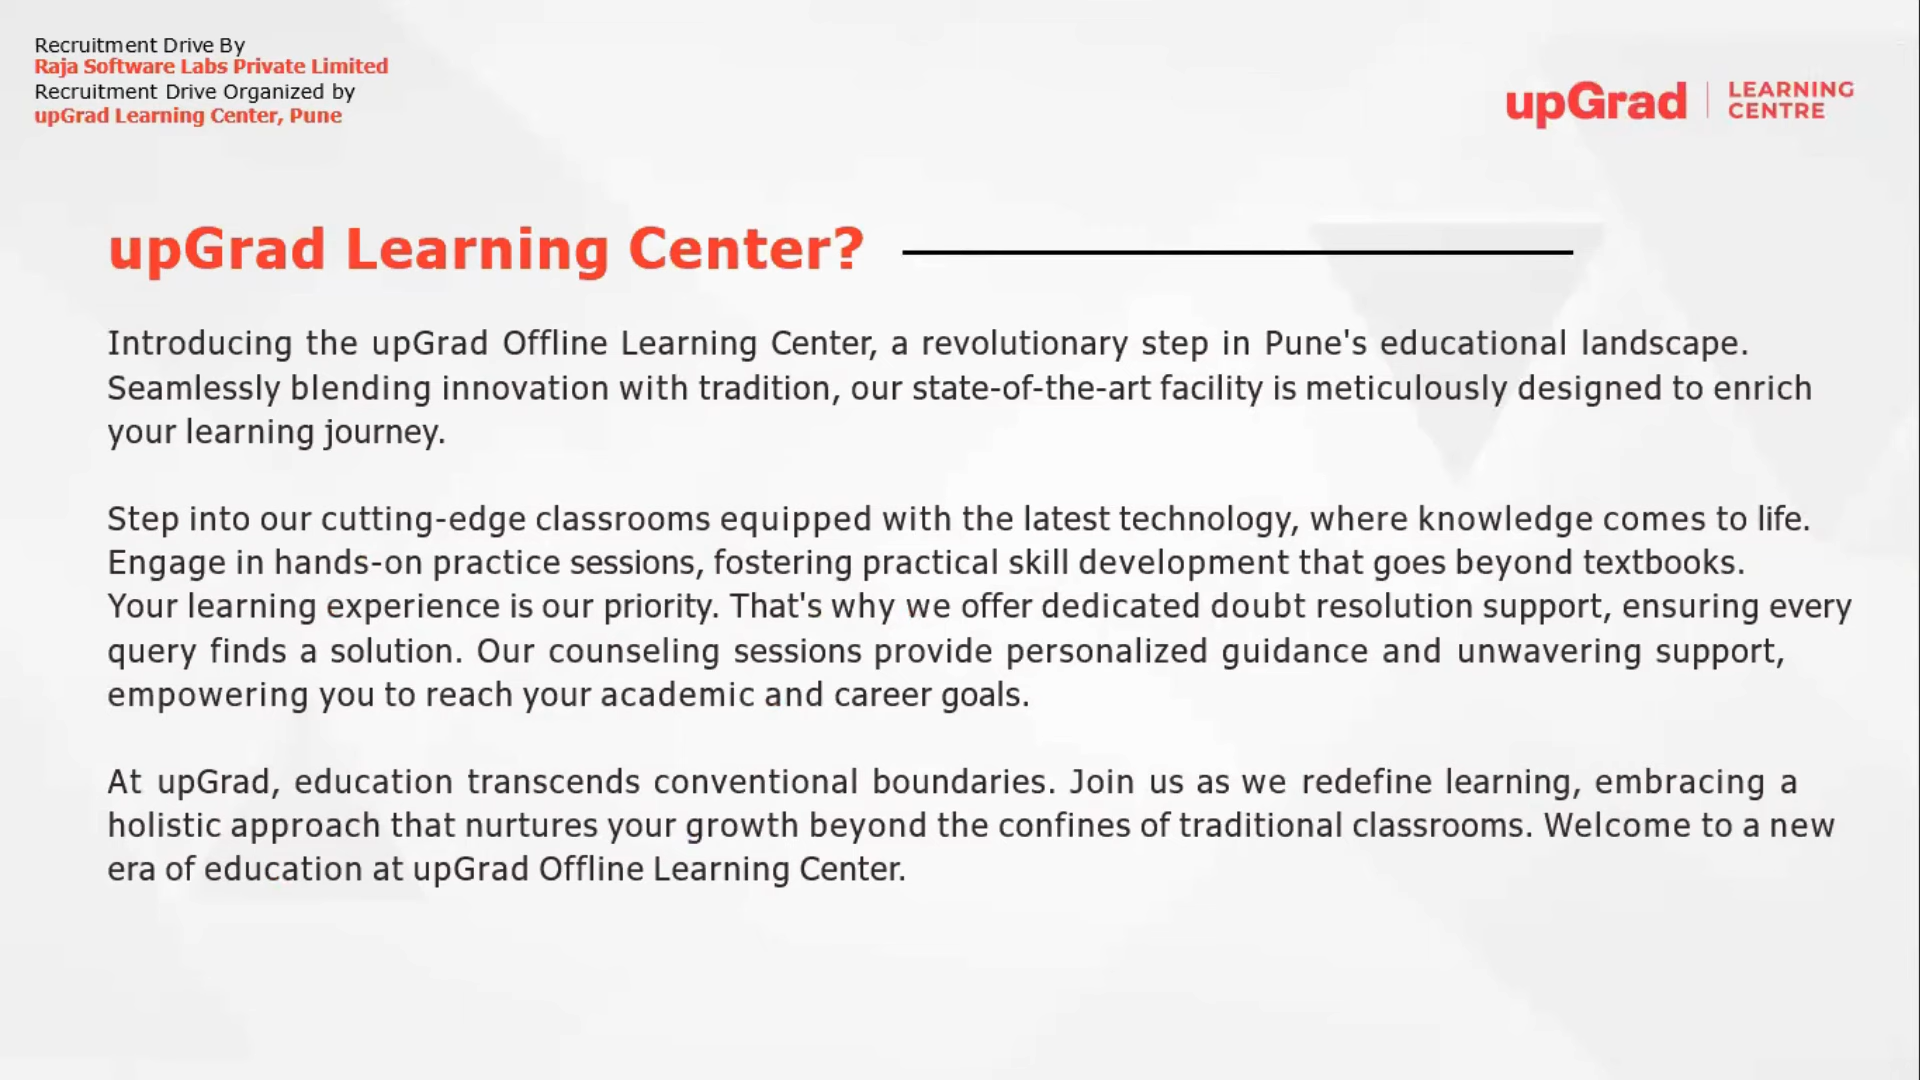 Recruitment Drive By
Raja Software Labs Private Limited
Recruitment Drive Organized by
upGrad Learning Center, Pune
upGrad
LEARNING
CENTRE
upGrad Learning Center?
Introducing the upGrad Offline Learning Center, a revolutionary step in Pune's educational landscape.
Seamlessly blending innovation with tradition, our state-of-the-art facility is meticulously designed to enrich
your learning journey.
Step into our cutting-edge classrooms equipped with the latest technology, where knowledge comes to life.
Engage in hands-on practice sessions, fostering practical skill development that goes beyond textbooks.
Your learning experience is our priority. That's why we offer dedicated doubt resolution support, ensuring every
query finds a solution. Our counseling sessions provide personalized guidance and unwavering support,
empowering you to reach your academic and career goals.
At upGrad, education transcends conventional boundaries. Join us as we redefine learning, embracing a
holistic approach that nurtures your growth beyond the confines of traditional classrooms. Welcome to a new
era of education at upGrad Offline Learning Center.